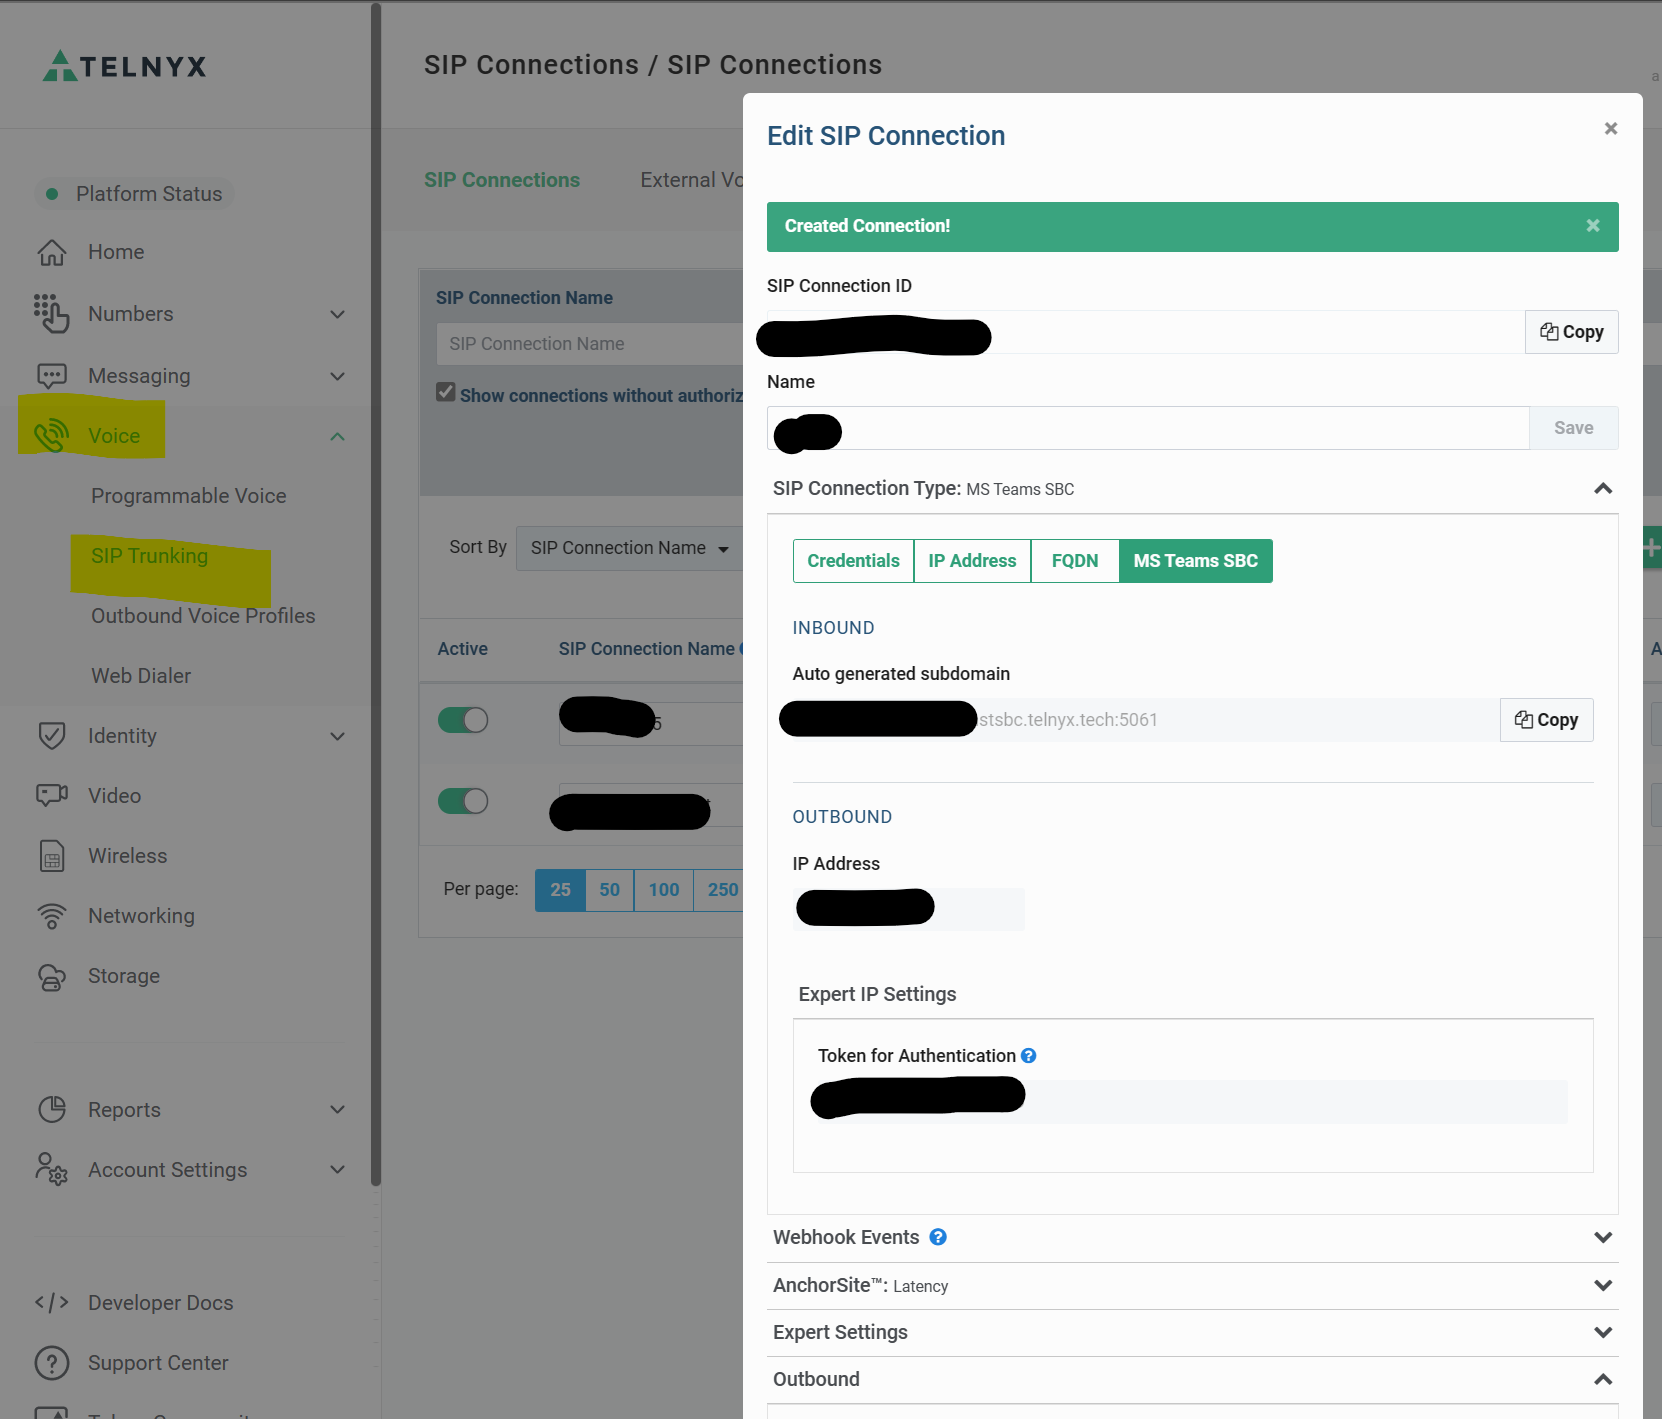 TELNYX
Platform Status
Home
Numbers
Messaging
Voice
Programmable Voice
SIP Trunking
Outbound Voice Profiles
Web Dialer
Identity
Video
Wireless
Networking
Storage
Reports
Account Settings
Developer Docs
Support Center
SIP Connections / SIP Connections
a
SIP Connections
External Vo
SIP Connection Name
SIP Connection Name
Show connections without authoriz
Sort By
SIP Connection Name
Active
SIP Connection Name
A
5
Per page:
25
50
100
250
Edit SIP Connection
×
Created Connection!
×
SIP Connection ID
Copy
Name
Save
SIP Connection Type: MS Teams SBC
Credentials
IP Address
FQDN
MS Teams SBC
INBOUND
Auto generated subdomain
stsbc.telnyx.tech:5061
Copy
OUTBOUND
IP Address
Expert IP Settings
Token for Authentication ?
Webhook Events ?
AnchorSite™: Latency
Expert Settings
Outbound